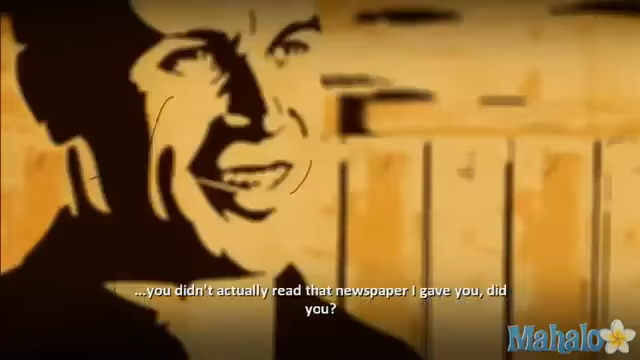 ...you didn't actually read that newspaper I gave you, did
you?
Mahalo